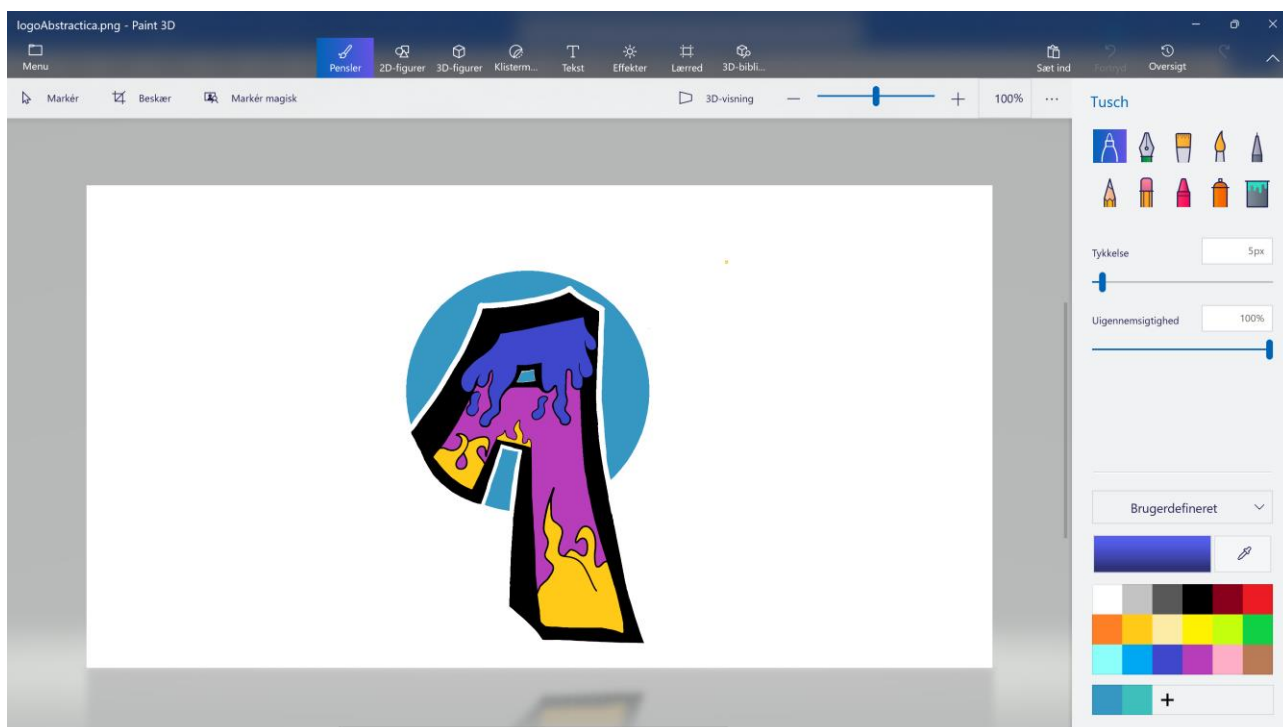 logoAbstractica.png - Paint 3D
Menu
Pensler
2D-figurer
3D-figurer
Klisterm...
Tekst
Effekter
Lærred
3D-bibli...
Sæt ind
Fortryd
Oversigt
Markér
Beskær
Markér magisk
3D-visning
100%
Tusch
Tykkelse
5px
Uigennemsigtighed
100%
Brugerdefineret